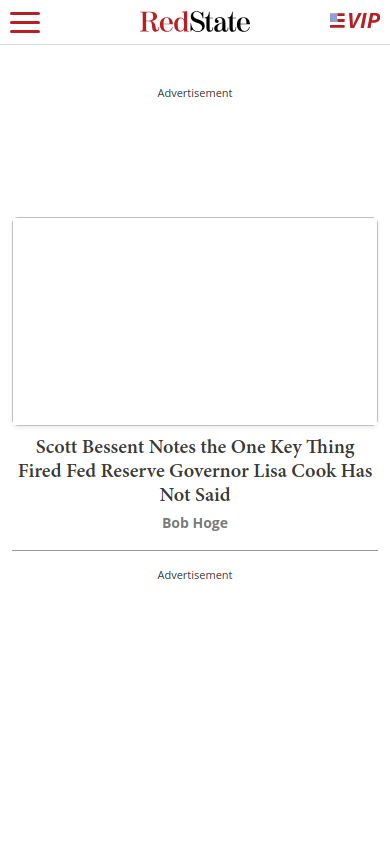 RedState
VIP
Advertisement
Scott Bessent Notes the One Key Thing
Fired Fed Reserve Governor Lisa Cook Has
Not Said
Bob Hoge
Advertisement